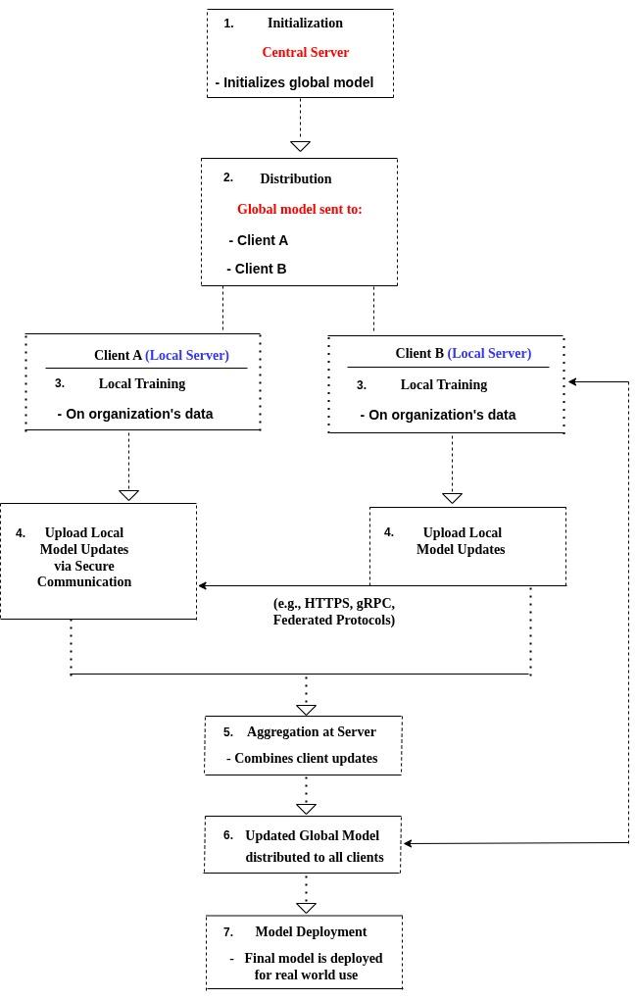 1. Initialization
Central Server
- Initializes global model
2. Distribution
Global model sent to:
- Client A
- Client B
Client A (Local Server)
3. Local Training
- On organization's data
Client B (Local Server)
3. Local Training
- On organization's data
4. Upload Local
Model Updates
via Secure
Communication
4. Upload Local
Model Updates
(e.g., HTTPS, gRPC,
Federated Protocols)
5. Aggregation at Server
- Combines client updates
6. Updated Global Model
distributed to all clients
7. Model Deployment
- Final model is deployed
for real world use